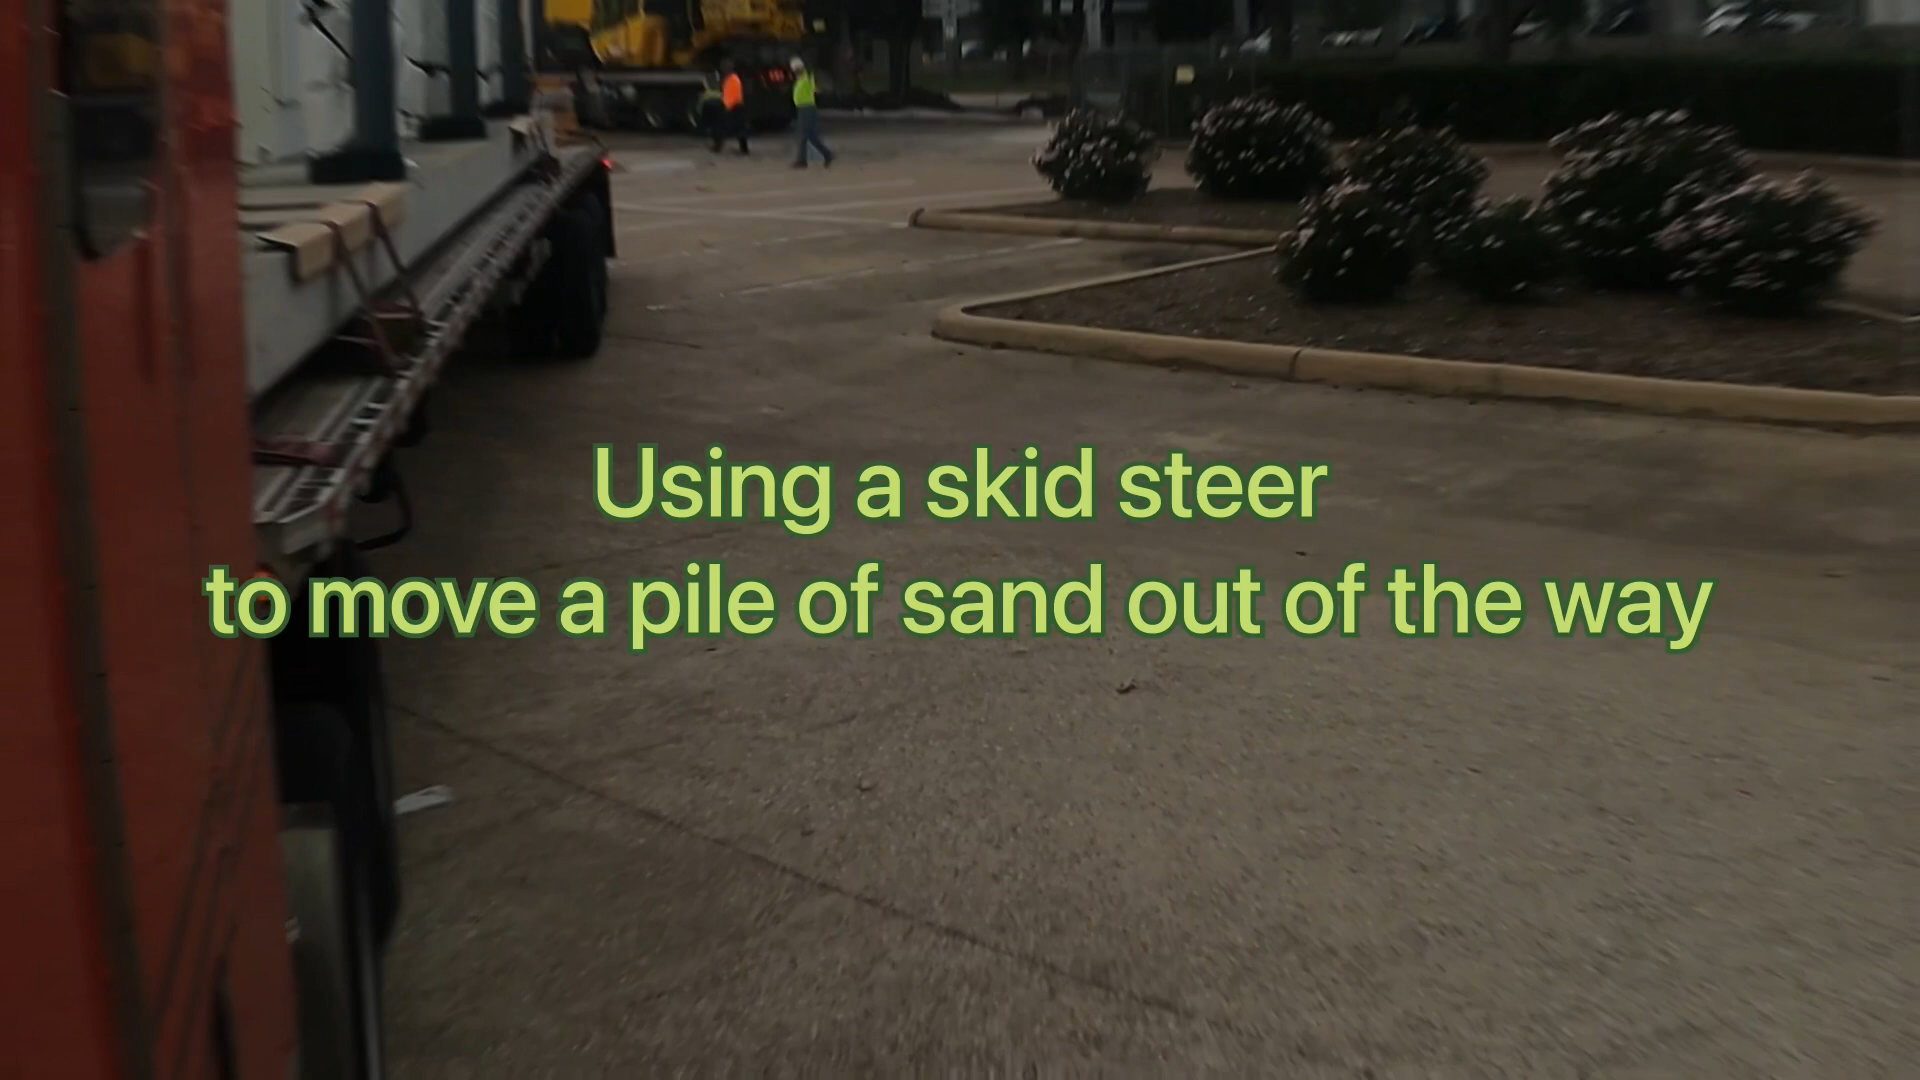 Using a skid steer
to move a pile of sand out of the way